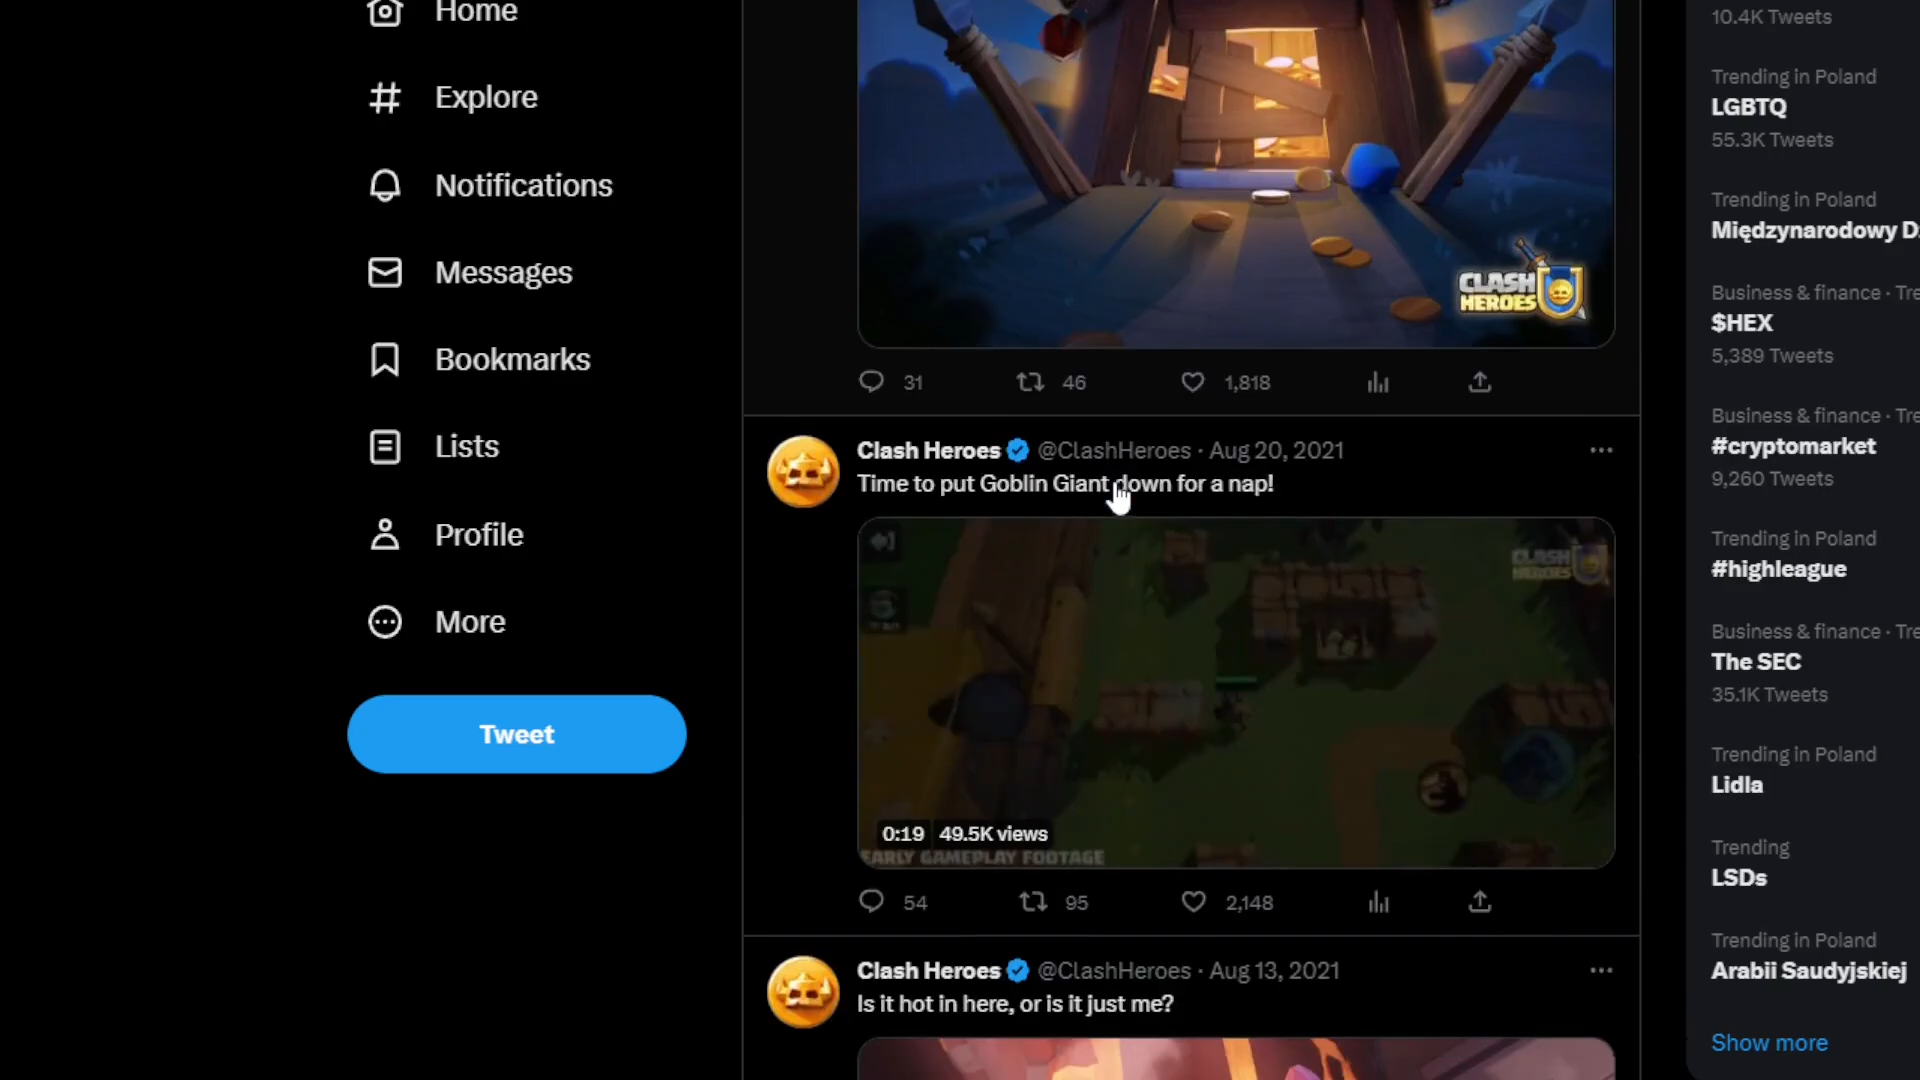 Home
Explore
Notifications
Messages
Bookmarks
Lists
Profile
More
Tweet
CLASH
HEROES
31 46 1,818
Clash Heroes @ClashHeroes · Aug 20, 2021
Time to put Goblin Giant down for a nap!
CLASH
HEROES
0:19 49.5K views
EARLY GAMEPLAY FOOTAGE
54 95 2,148
Clash Heroes @ClashHeroes · Aug 13, 2021
Is it hot in here, or is it just me?
10.4K Tweets
Trending in Poland
LGBTQ
55.3K Tweets
Trending in Poland
Międzynarodowy
Business & finance ·
$HEX
5,389 Tweets
Business & finance ·
#cryptomarket
9,260 Tweets
Trending in Poland
#highleague
Business & finance ·
The SEC
35.1K Tweets
Trending in Poland
Lidla
Trending
LSDs
Trending in Poland
Arabii Saudyjskiej
Show more